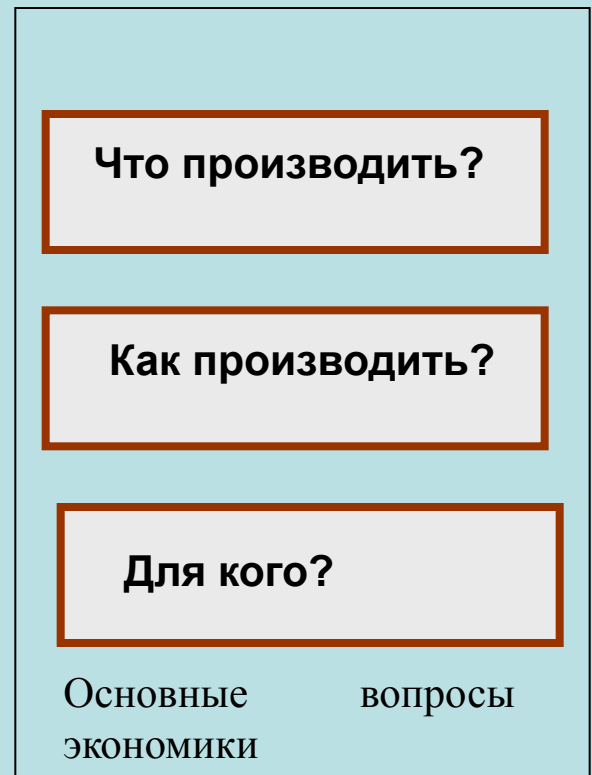 Что производить?
Как производить?
Для кого?
Основные вопросы
экономики